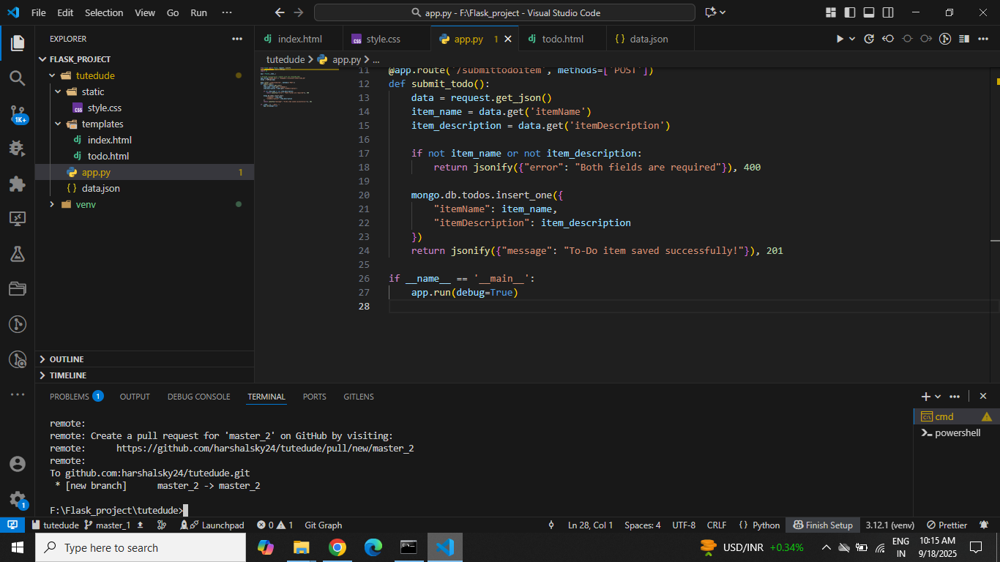 File Edit Selection View Go Run ···
app.py - F:\Flask_project - Visual Studio Code
EXPLORER
FLASK_PROJECT
tutedude
static
style.css
templates
index.html
todo.html
app.py 1
data.json
venv
OUTLINE
TIMELINE
1K+
1
index.html
style.css
app.py 1
todo.html
data.json
tutedude > app.py > ...
11 @app.route('/submittodoitem', methods=['POST'])
12 def submit_todo():
13 data = request.get_json()
14 item_name = data.get('itemName')
15 item_description = data.get('itemDescription')
16
17 if not item_name or not item_description:
18 return jsonify({"error": "Both fields are required"}), 400
19
20 mongo.db.todos.insert_one({
21 "itemName": item_name,
22 "itemDescription": item_description
23 })
24 return jsonify({"message": "To-Do item saved successfully!"}), 201
25
26 if __name__ == '__main__':
27 app.run(debug=True)
28
PROBLEMS 1 OUTPUT DEBUG CONSOLE TERMINAL PORTS GITLENS
remote:
remote: Create a pull request for 'master_2' on GitHub by visiting:
remote: https://github.com/harshalsky24/tutedude/pull/new/master_2
remote:
To github.com:harshalsky24/tutedude.git
* [new branch] master_2 -> master_2
F:\Flask_project\tutedude>
cmd
powershell
tutedude master_1 Launchpad 0 1 Git Graph Ln 28, Col 1 Spaces: 4 UTF-8 CRLF Python Finish Setup 3.12.1 (venv) Prettier
Type here to search
USD/INR +0.34%
ENG
IN
10:15 AM
9/18/2025